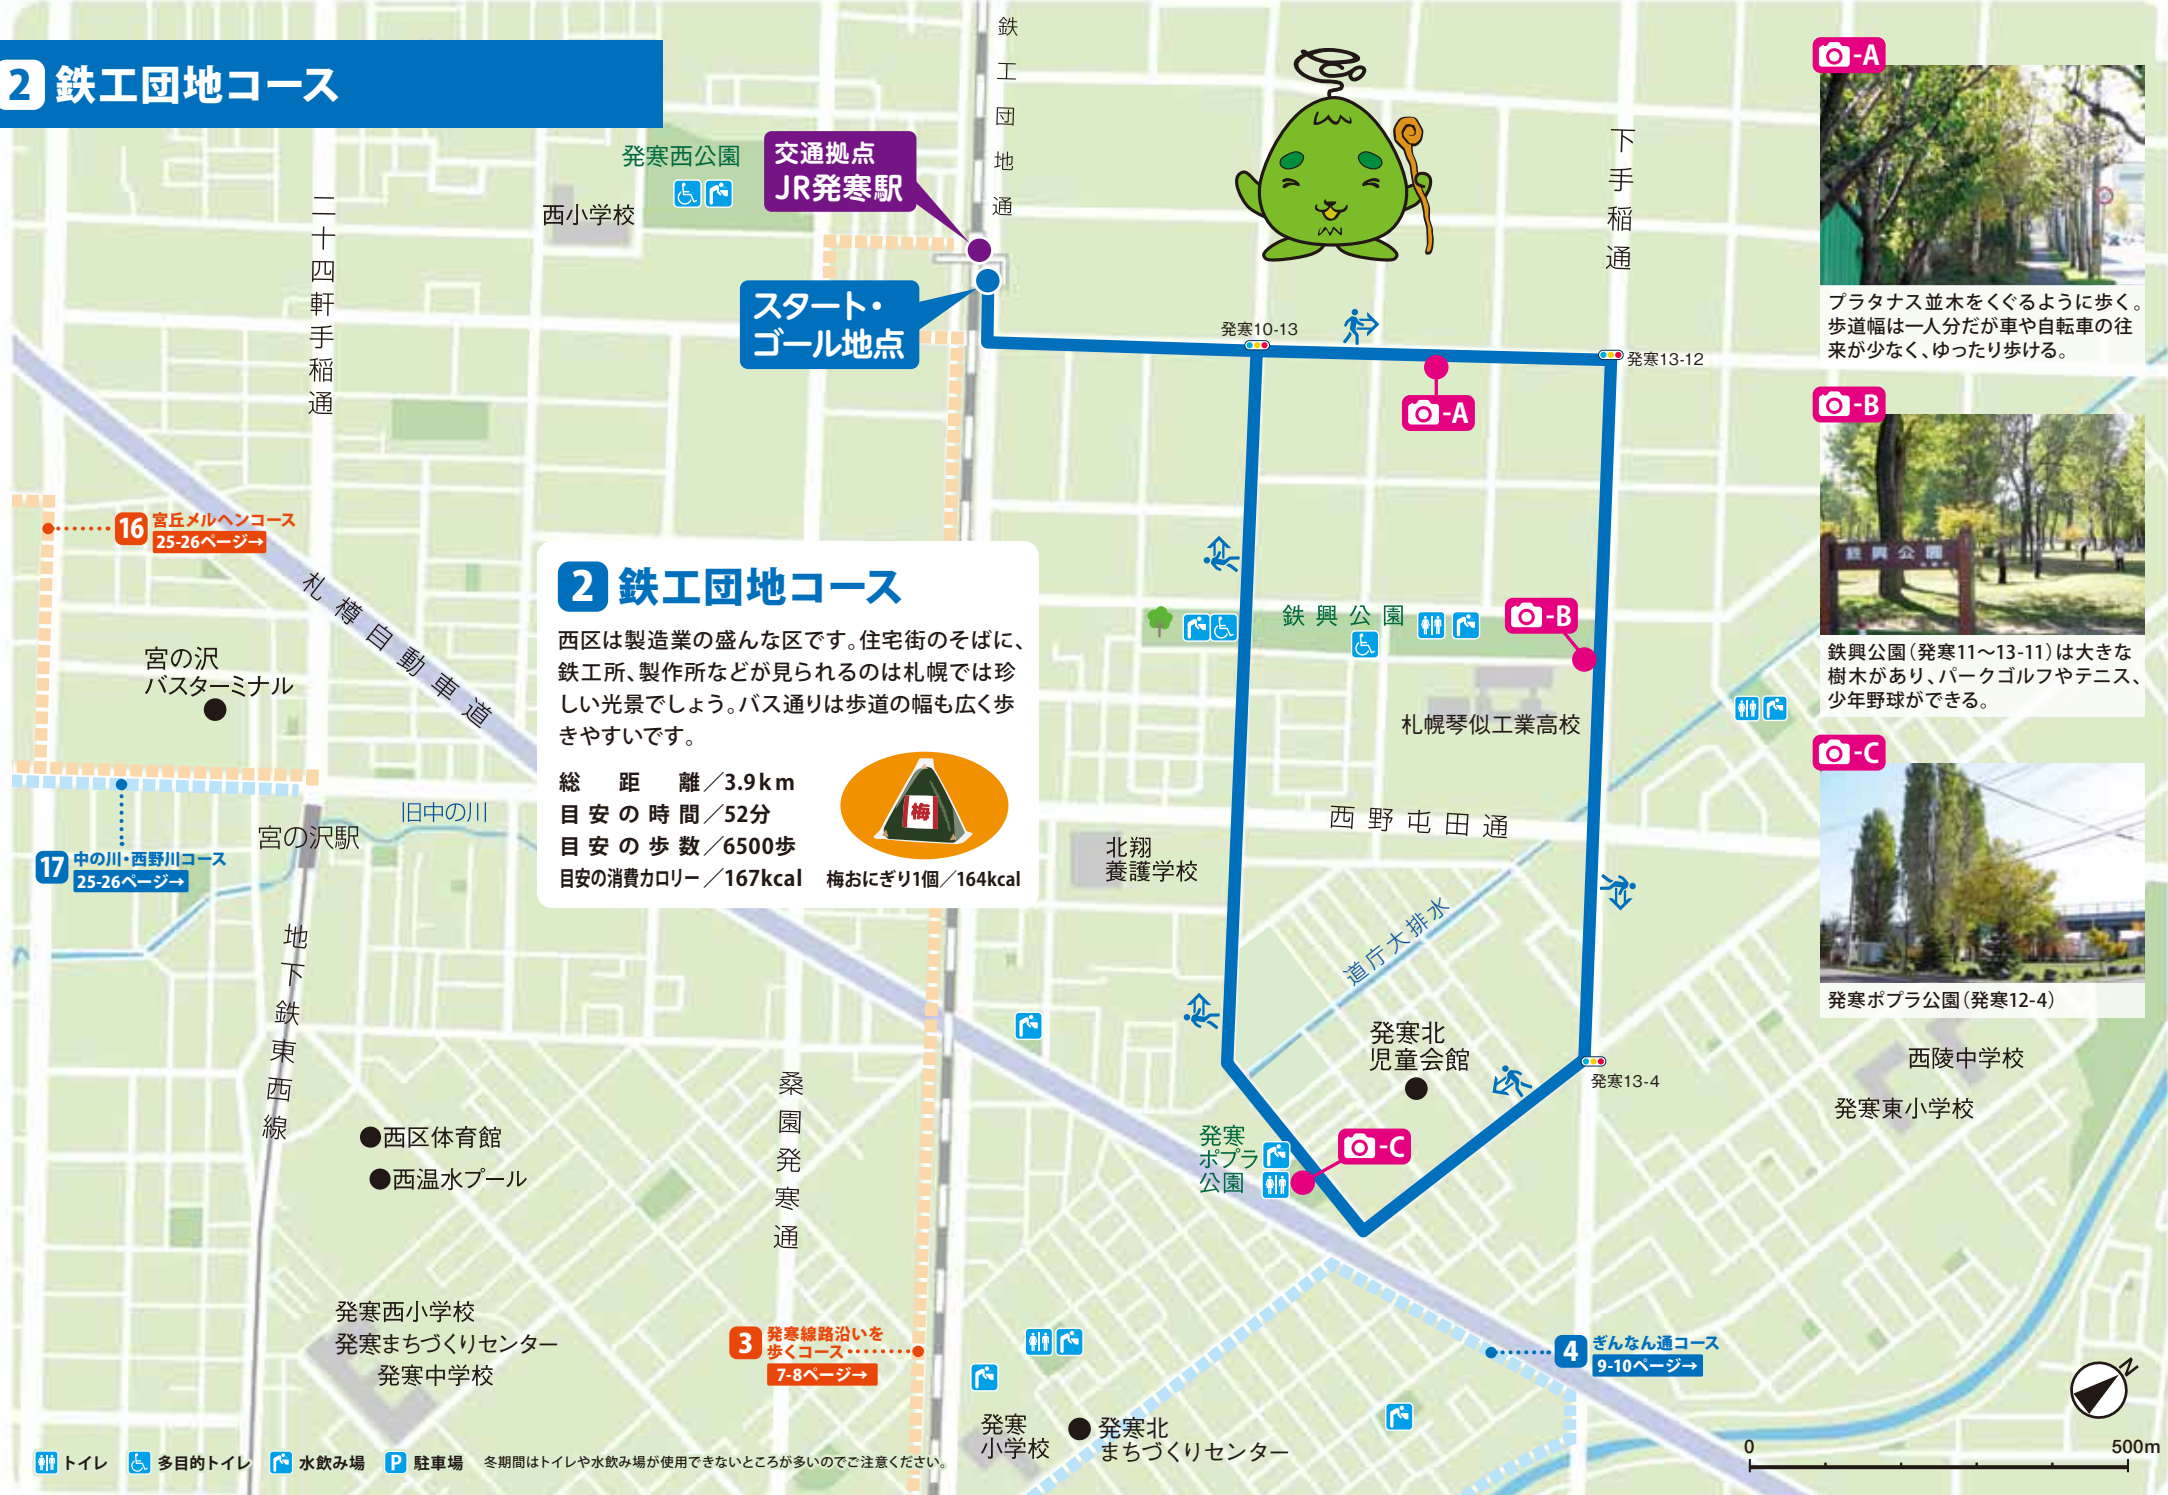 2 鉄工団地コース
鉄工団地通
下手稲通
二十四軒手稲通
発寒西公園
西小学校
交通拠点
JR発寒駅
スタート・
ゴール地点
発寒10-13
発寒13-12
-A
-A
プラタナス並木をくぐるように歩く。
歩道幅は一人分だが車や自転車の往
来が少なく、ゆったり歩ける。
-B
鉄興公園
鉄興公園(発寒11〜13-11)は大きな
樹木があり、パークゴルフやテニス、
少年野球ができる。
-C
発寒ポプラ公園(発寒12-4)
16 宮丘メルヘンコース
25-26ページ→
札樽自動車道
宮の沢
バスターミナル
2 鉄工団地コース
西区は製造業の盛んな区です。住宅街のそばに、
鉄工所、製作所などが見られるのは札幌では珍
しい光景でしょう。バス通りは歩道の幅も広く歩
きやすいです。
総距離／3.9km
目安の時間／52分
目安の歩数／6500歩
目安の消費カロリー／167kcal
梅
梅おにぎり1個／164kcal
鉄興公園
-B
札幌琴似工業高校
西野屯田通
北翔
養護学校
道庁大排水
旧中の川
宮の沢駅
17 中の川・西野川コース
25-26ページ→
地下鉄東西線
発寒北
児童会館
発寒13-4
西陵中学校
発寒東小学校
発寒
ポプラ
公園
-C
桑園発寒通
西区体育館
西温水プール
発寒西小学校
発寒まちづくりセンター
発寒中学校
3 発寒線路沿いを
歩くコース
7-8ページ→
4 ぎんなん通コース
9-10ページ→
発寒
小学校
発寒北
まちづくりセンター
N
0 500m
トイレ 多目的トイレ 水飲み場 P 駐車場 冬期間はトイレや水飲み場が使用できないところが多いのでご注意ください。